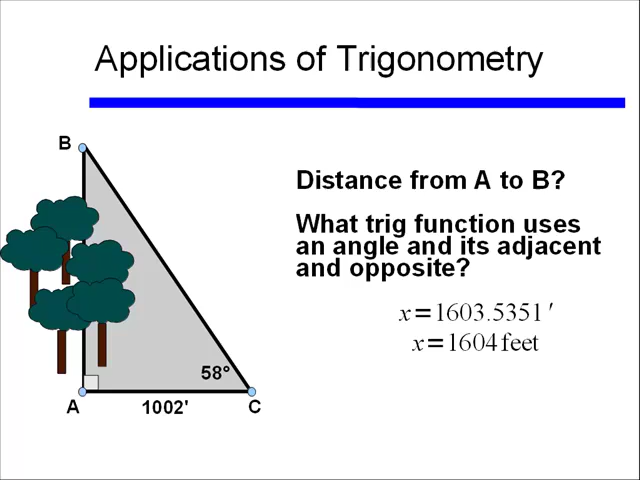 Applications of Trigonometry
B
Distance from A to B?
What trig function uses
an angle and its adjacent
and opposite?
x=1603.5351′
x=1604 feet
58°
A
1002'
C